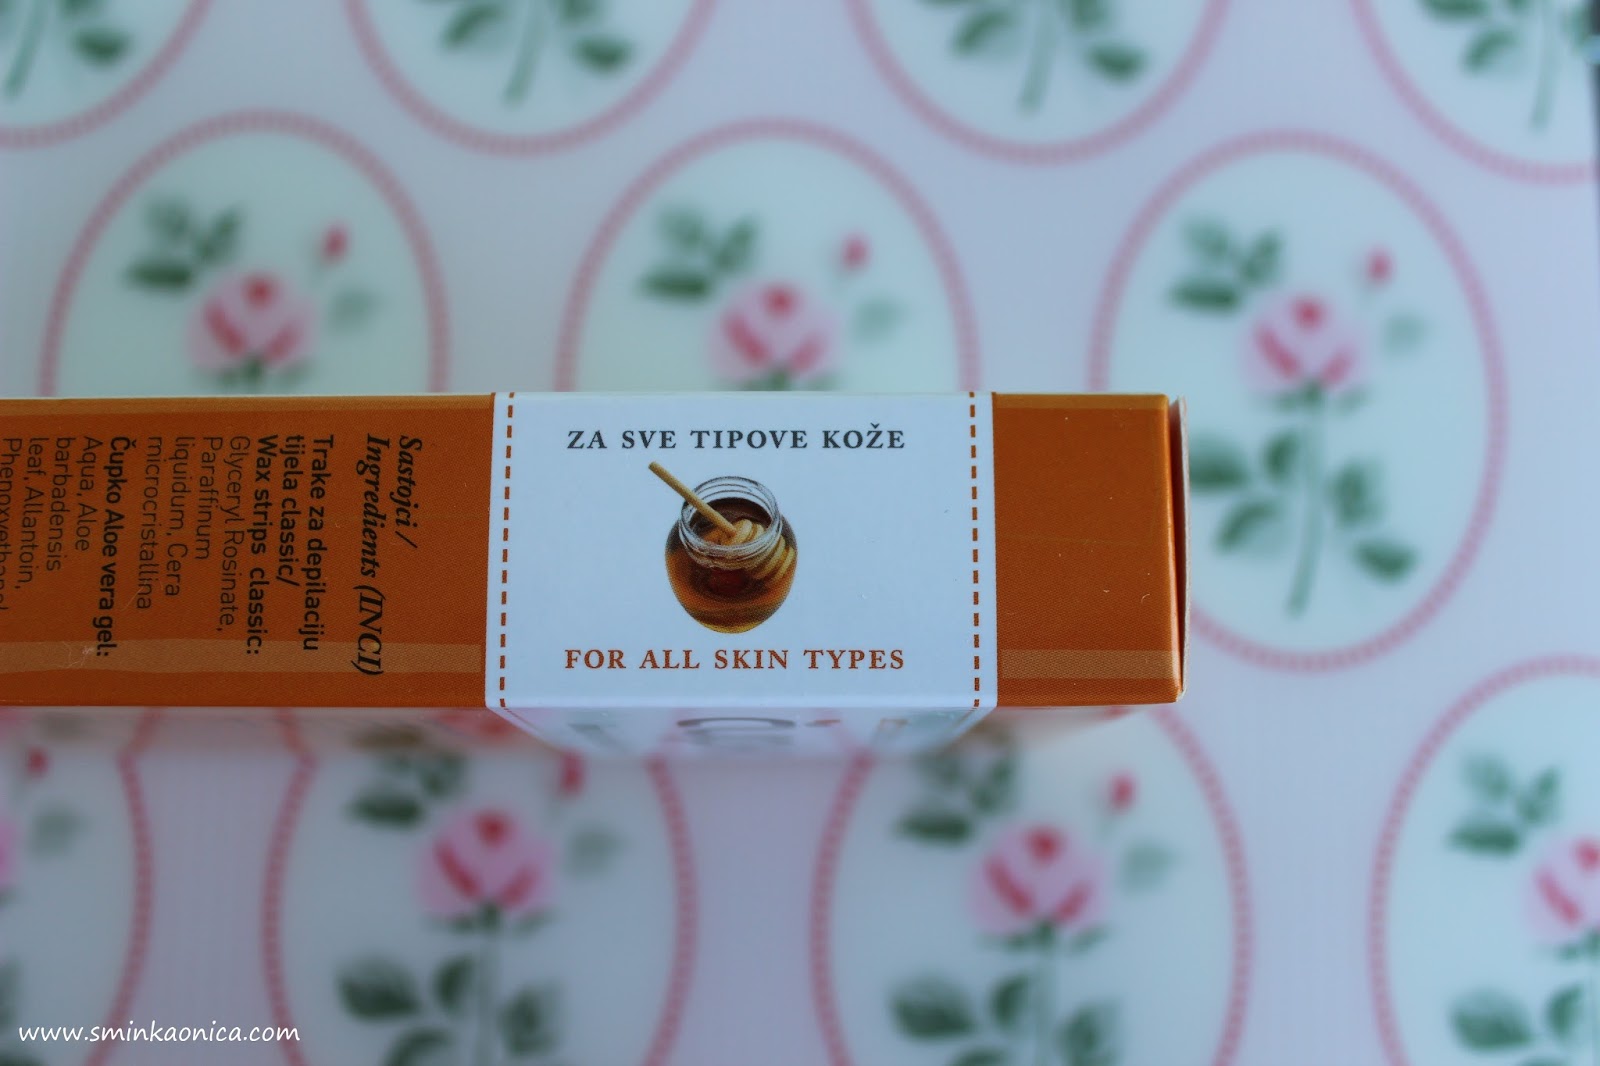 ZA SVE TIPOVE KOŽE
FOR ALL SKIN TYPES
Sastojci /
Ingredients (INCI)
Trake za depilaciju
tijela classic/
Wax strips classic:
Glyceryl Rosinate,
Paraffinum
liquidum, Cera
microcristallina
Čupko Aloe vera gel:
Aqua, Aloe
barbadensis
leaf, Allantoin,
www.sminkaonica.com